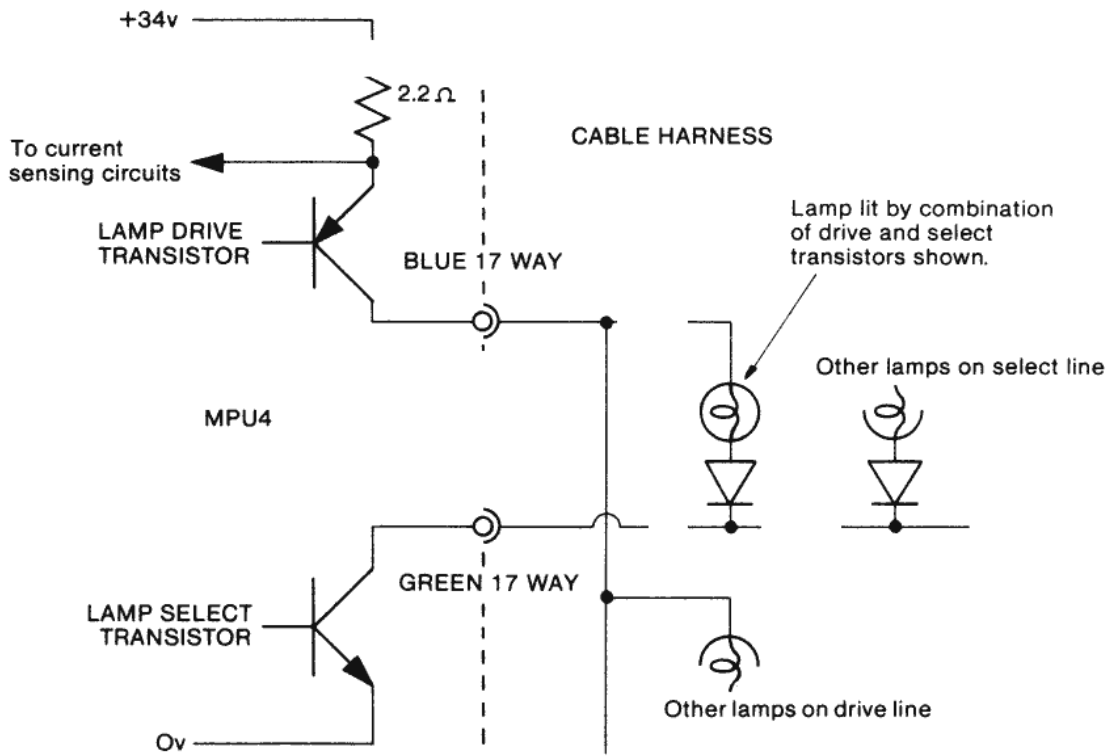 +34v
2.2 Ω
CABLE HARNESS
To current
sensing circuits
Lamp lit by combination
of drive and select
transistors shown.
LAMP DRIVE
TRANSISTOR
BLUE 17 WAY
Other lamps on select line
MPU4
GREEN 17 WAY
LAMP SELECT
TRANSISTOR
Other lamps on drive line
Ov